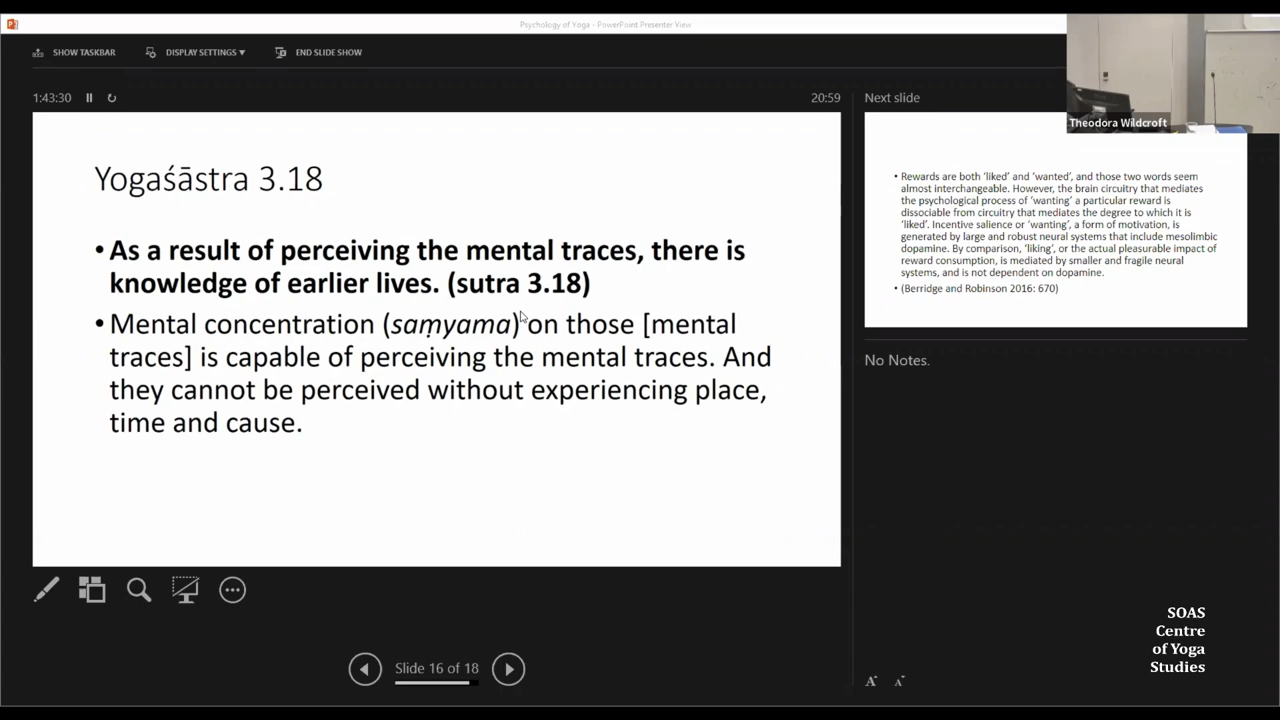 Psychology of Yoga - PowerPoint Presenter View
SHOW TASKBAR
DISPLAY SETTINGS
END SLIDE SHOW
1:43:30
20:59
Yogaśāstra 3.18
• As a result of perceiving the mental traces, there is
knowledge of earlier lives. (sutra 3.18)
• Mental concentration (saṃyama) on those [mental
traces] is capable of perceiving the mental traces. And
they cannot be perceived without experiencing place,
time and cause.
Slide 16 of 18
Next slide
Theodora Wildcroft
• Rewards are both ‘liked’ and ‘wanted’, and those two words seem
almost interchangeable. However, the brain circuitry that mediates
the psychological process of ‘wanting’ a particular reward is
dissociable from circuitry that mediates the degree to which it is
‘liked’. Incentive salience or ‘wanting’, a form of motivation, is
generated by large and robust neural systems that include mesolimbic
dopamine. By comparison, ‘liking’, or the actual pleasurable impact of
reward consumption, is mediated by smaller and fragile neural
systems, and is not dependent on dopamine.
• (Berridge and Robinson 2016: 670)
No Notes.
SOAS
Centre
of Yoga
Studies
A A